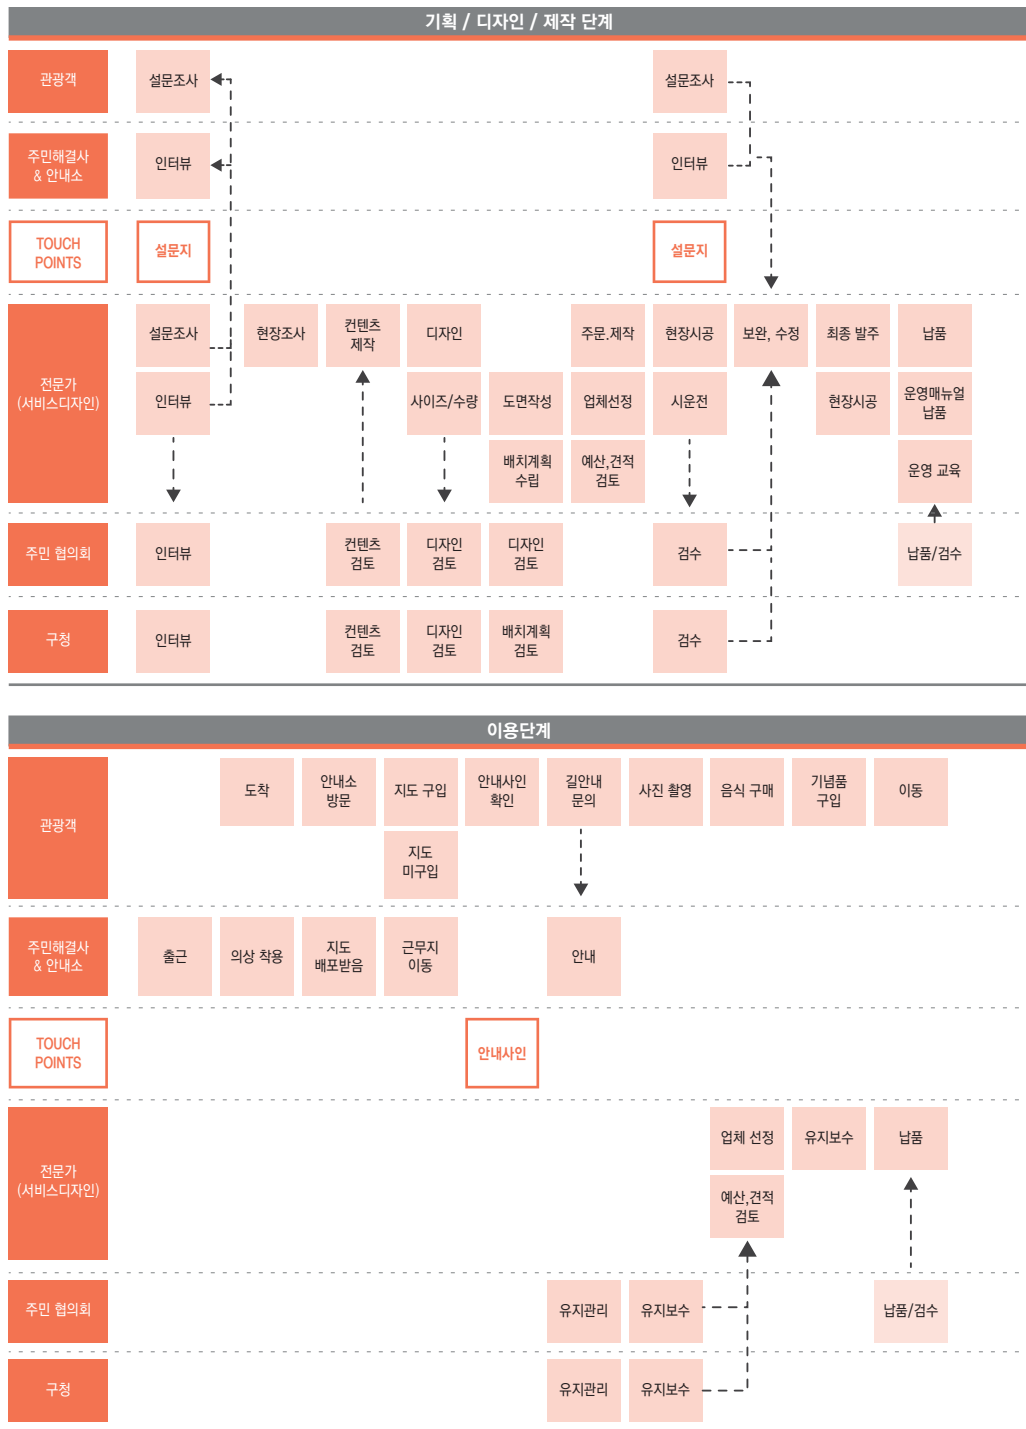 기획 / 디자인 / 제작 단계
관광객
설문조사
설문조사
주민해결사
& 안내소
인터뷰
인터뷰
TOUCH
POINTS
설문지
설문지
전문가
(서비스디자인)
설문조사
현장조사
컨텐츠
제작
디자인
주문.제작
현장시공
보완, 수정
최종 발주
납품
인터뷰
사이즈/수량
도면작성
업체선정
시운전
현장시공
운영매뉴얼
납품
배치계획
수립
예산,견적
검토
운영 교육
주민 협의회
인터뷰
컨텐츠
검토
디자인
검토
디자인
검토
검수
납품/검수
구청
인터뷰
컨텐츠
검토
디자인
검토
배치계획
검토
검수
이용단계
관광객
도착
안내소
방문
지도 구입
안내사인
확인
길안내
문의
사진 촬영
음식 구매
기념품
구입
이동
지도
미구입
주민해결사
& 안내소
출근
의상 착용
지도
배포받음
근무지
이동
안내
TOUCH
POINTS
안내사인
전문가
(서비스디자인)
업체 선정
유지보수
납품
예산,견적
검토
주민 협의회
유지관리
유지보수
납품/검수
구청
유지관리
유지보수